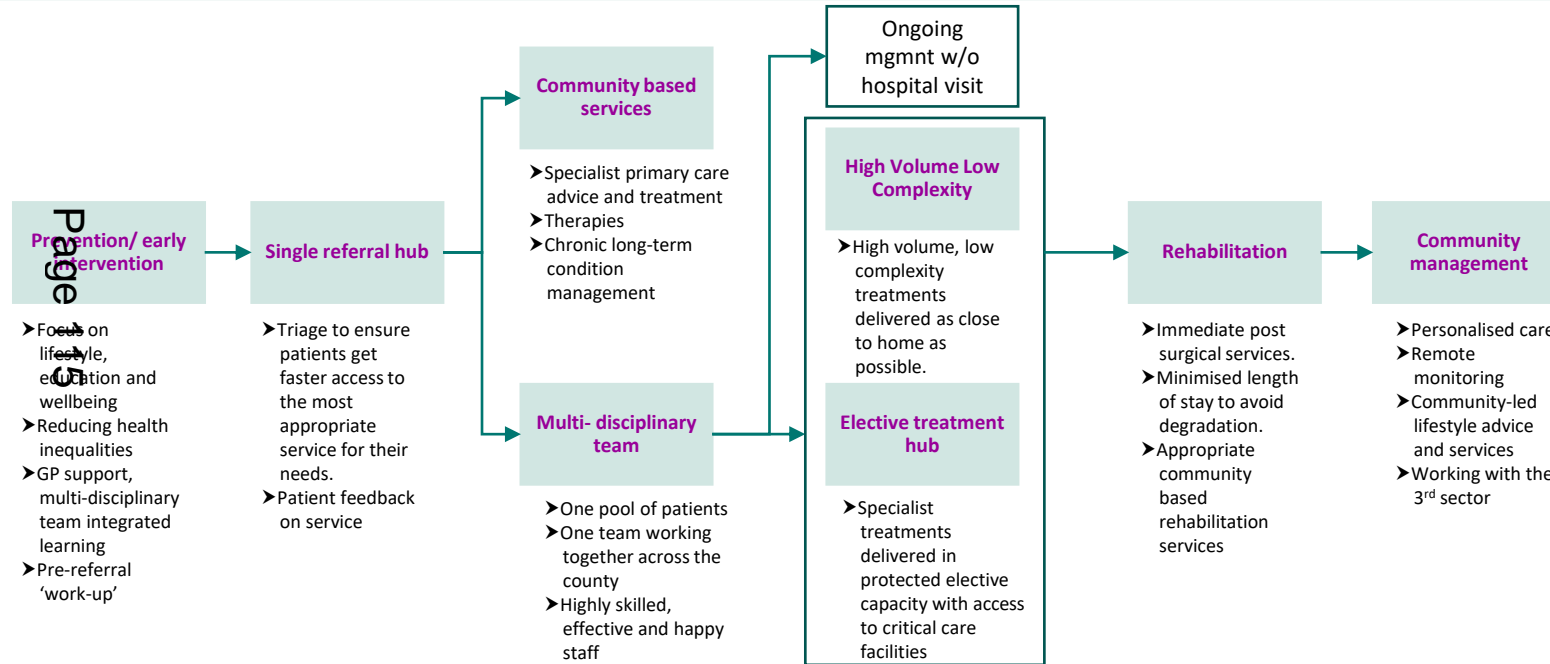 Ongoing
mgmnt w/o
hospital visit
Community based
services
➤Specialist primary care
advice and treatment
➤Therapies
➤Chronic long-term
condition
management
High Volume Low
Complexity
➤High volume, low
complexity
treatments
delivered as close
to home as
possible.
Page 115
Prevention/ early
intervention
➤Focus on
lifestyle,
education and
wellbeing
➤Reducing health
inequalities
➤GP support,
multi-disciplinary
team integrated
learning
➤Pre-referral
‘work-up’
Single referral hub
➤Triage to ensure
patients get
faster access to
the most
appropriate
service for their
needs.
➤Patient feedback
on service
Multi- disciplinary
team
➤One pool of patients
➤One team working
together across the
county
➤Highly skilled,
effective and happy
staff
Elective treatment
hub
➤Specialist
treatments
delivered in
protected elective
capacity with access
to critical care
facilities
Rehabilitation
➤Immediate post
surgical services.
➤Minimised length
of stay to avoid
degradation.
➤Appropriate
community
based
rehabilitation
services
Community
management
➤Personalised care
➤Remote
monitoring
➤Community-led
lifestyle advice
and services
➤Working with the
3rd sector